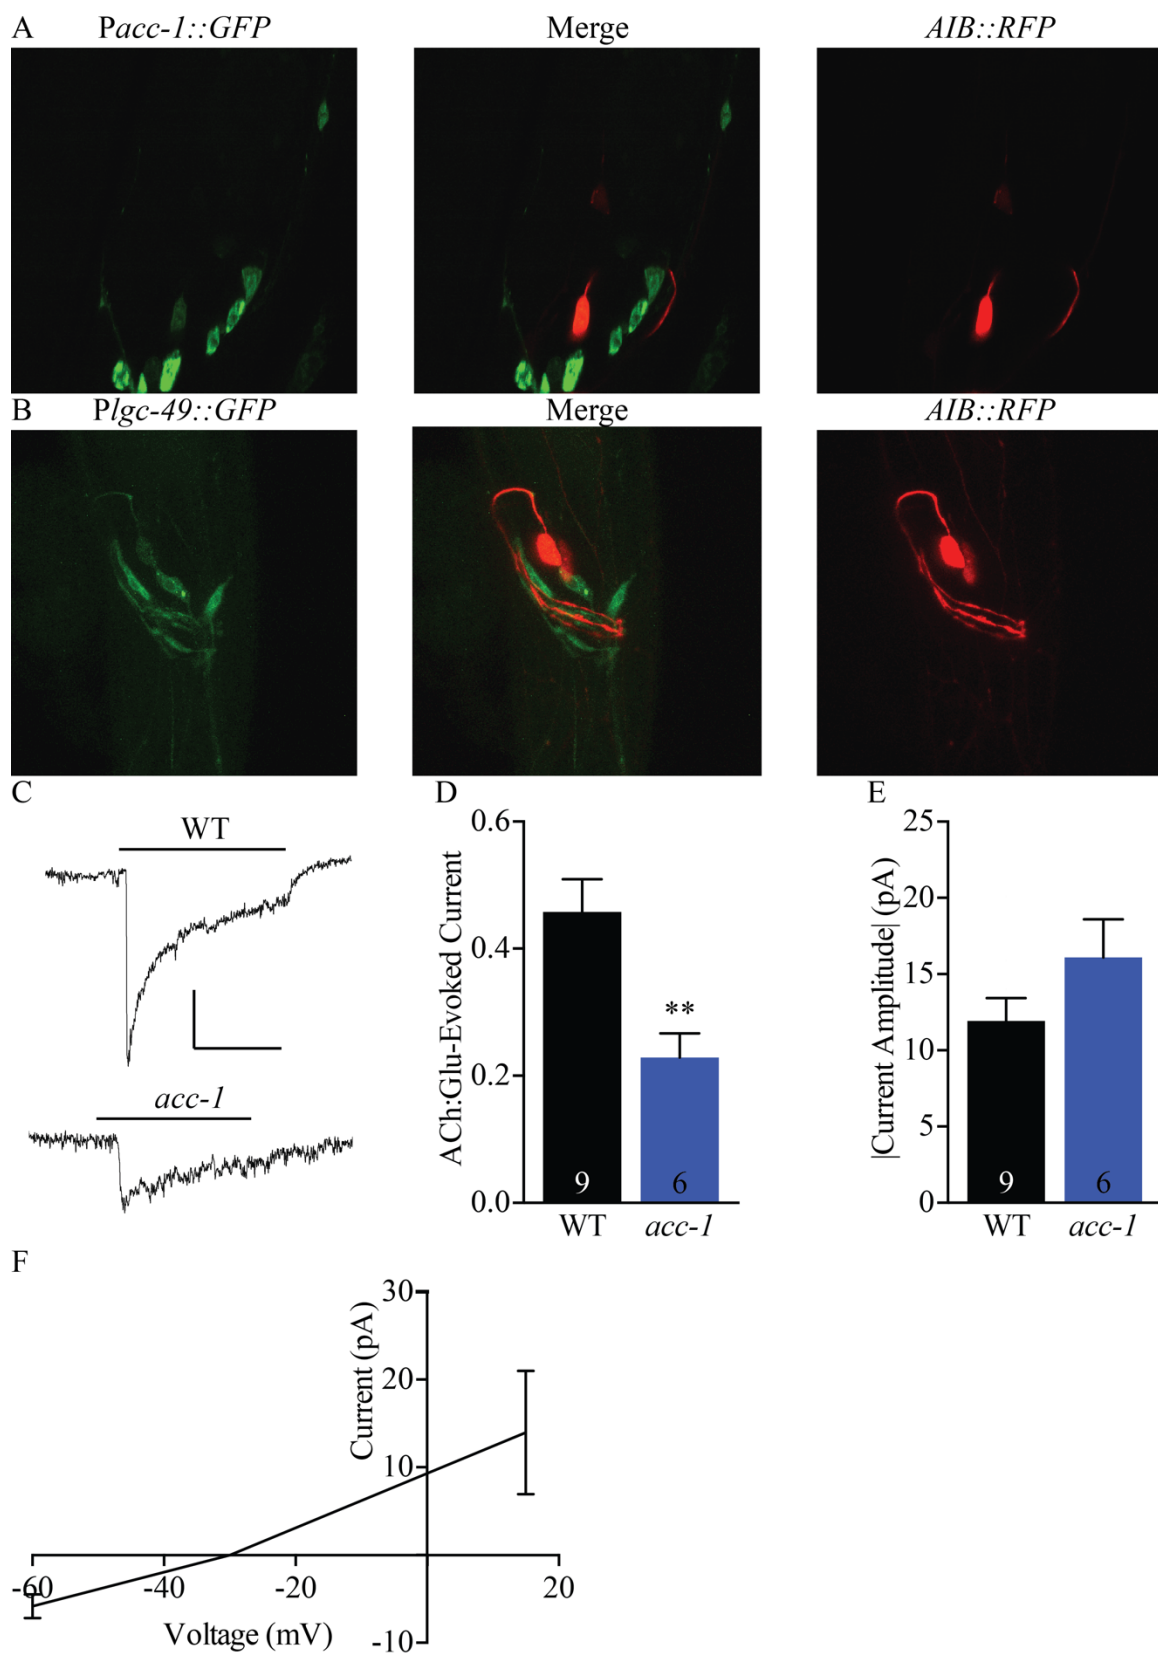 A Pacc-1::GFP Merge AIB::RFP
B Plgc-49::GFP Merge AIB::RFP
C
WT
acc-1
D
ACh:Glu-Evoked Current
0.6
0.4
0.2
0.0
**
9 6
WT acc-1
E
|Current Amplitude| (pA)
25
20
15
10
5
0
9 6
WT acc-1
F
Current (pA)
30
20
10
-10
-60 -40 -20 20
Voltage (mV)